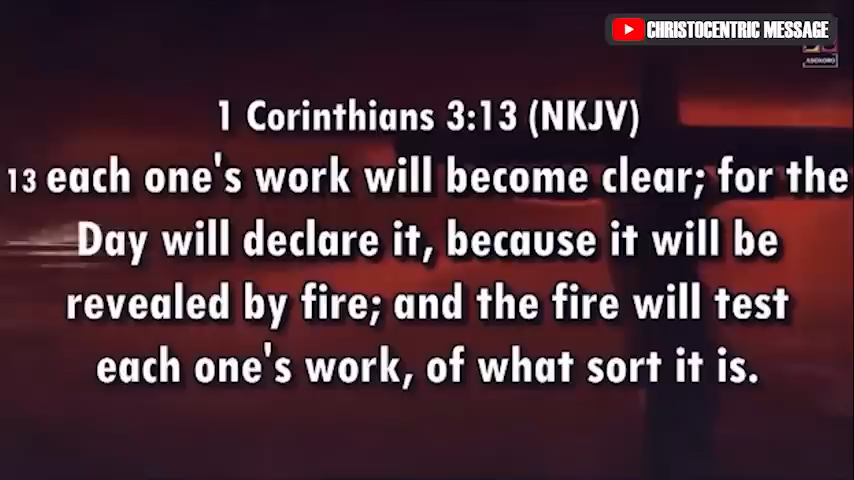 CHRISTOCENTRIC MESSAGE
1 Corinthians 3:13 (NKJV)
13 each one's work will become clear; for the
Day will declare it, because it will be
revealed by fire; and the fire will test
each one's work, of what sort it is.